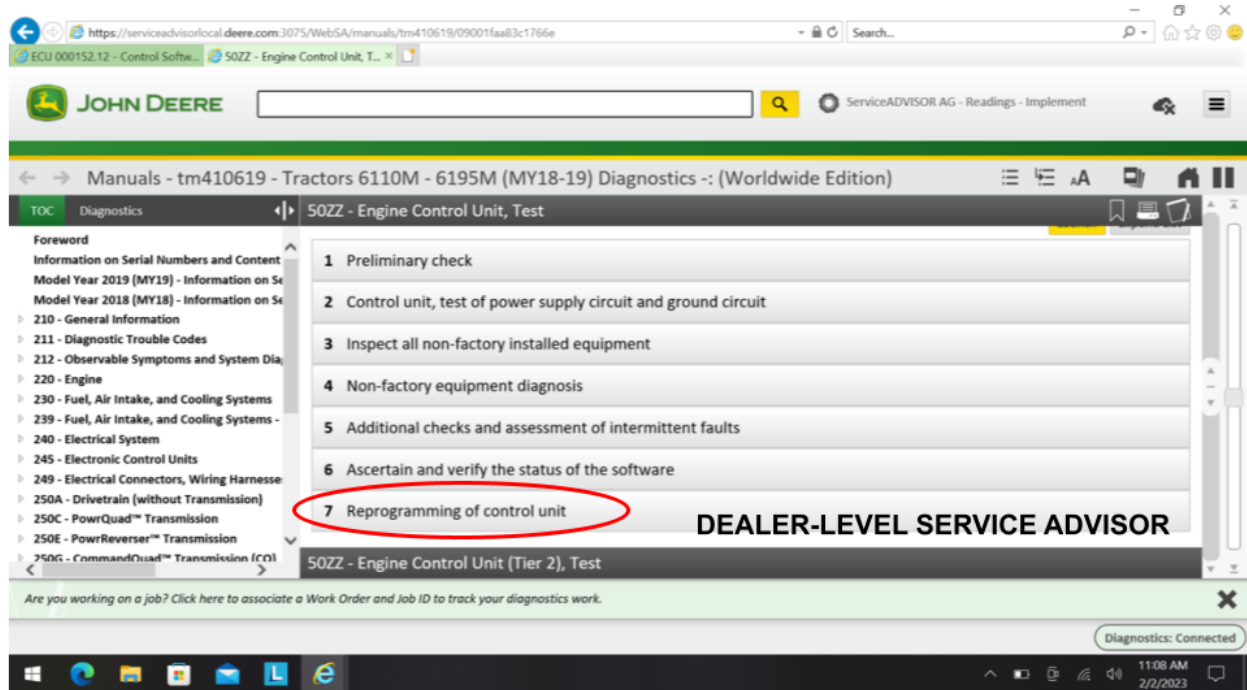 https://serviceadvisorlocal.deere.com:3075/WebSA/manuals/tm410619/09001faa83c1766e
Search...
ECU 000152.12 - Control Softw...
50ZZ - Engine Control Unit, T...
JOHN DEERE
ServiceADVISOR AG - Readings - Implement
Manuals - tm410619 - Tractors 6110M - 6195M (MY18-19) Diagnostics -: (Worldwide Edition)
AA
TOC
Diagnostics
50ZZ - Engine Control Unit, Test
Foreword
Information on Serial Numbers and Content
Model Year 2019 (MY19) - Information on Se
Model Year 2018 (MY18) - Information on Se
210 - General Information
211 - Diagnostic Trouble Codes
212 - Observable Symptoms and System Diag
220 - Engine
230 - Fuel, Air Intake, and Cooling Systems
239 - Fuel, Air Intake, and Cooling Systems -
240 - Electrical System
245 - Electronic Control Units
249 - Electrical Connectors, Wiring Harnesse
250A - Drivetrain (without Transmission)
250C - PowrQuad™ Transmission
250E - PowrReverser™ Transmission
250G - CommandQuad™ Transmission (CQ)
1 Preliminary check
2 Control unit, test of power supply circuit and ground circuit
3 Inspect all non-factory installed equipment
4 Non-factory equipment diagnosis
5 Additional checks and assessment of intermittent faults
6 Ascertain and verify the status of the software
7 Reprogramming of control unit
DEALER-LEVEL SERVICE ADVISOR
50ZZ - Engine Control Unit (Tier 2), Test
Are you working on a job? Click here to associate a Work Order and Job ID to track your diagnostics work.
Diagnostics: Connected
L
11:08 AM
2/2/2023